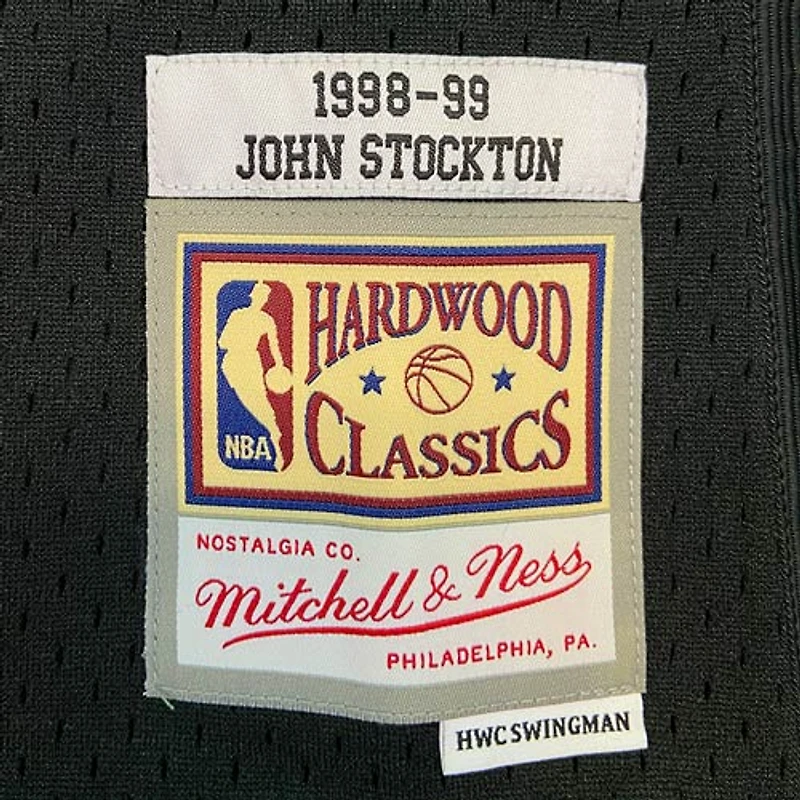 1998-99
JOHN STOCKTON
HARDWOOD
CLASSICS
NBA
NOSTALGIA CO.
Mitchell & Ness
PHILADELPHIA, PA.
HWC SWINGMAN